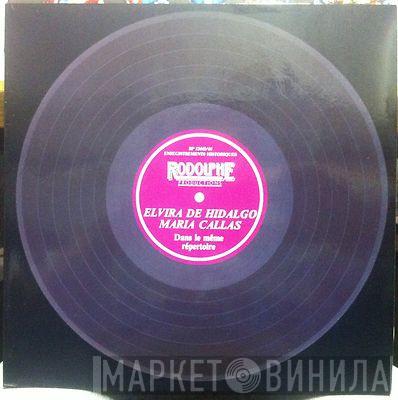 ENREGISTREMENTS HISTORIQUES
RODOLPHE
PRODUCTIONS
ELVIRA DE HIDALGO
MARIA CALLAS
Dans le même
répertoire
МАРКЕТ ВИНИЛА